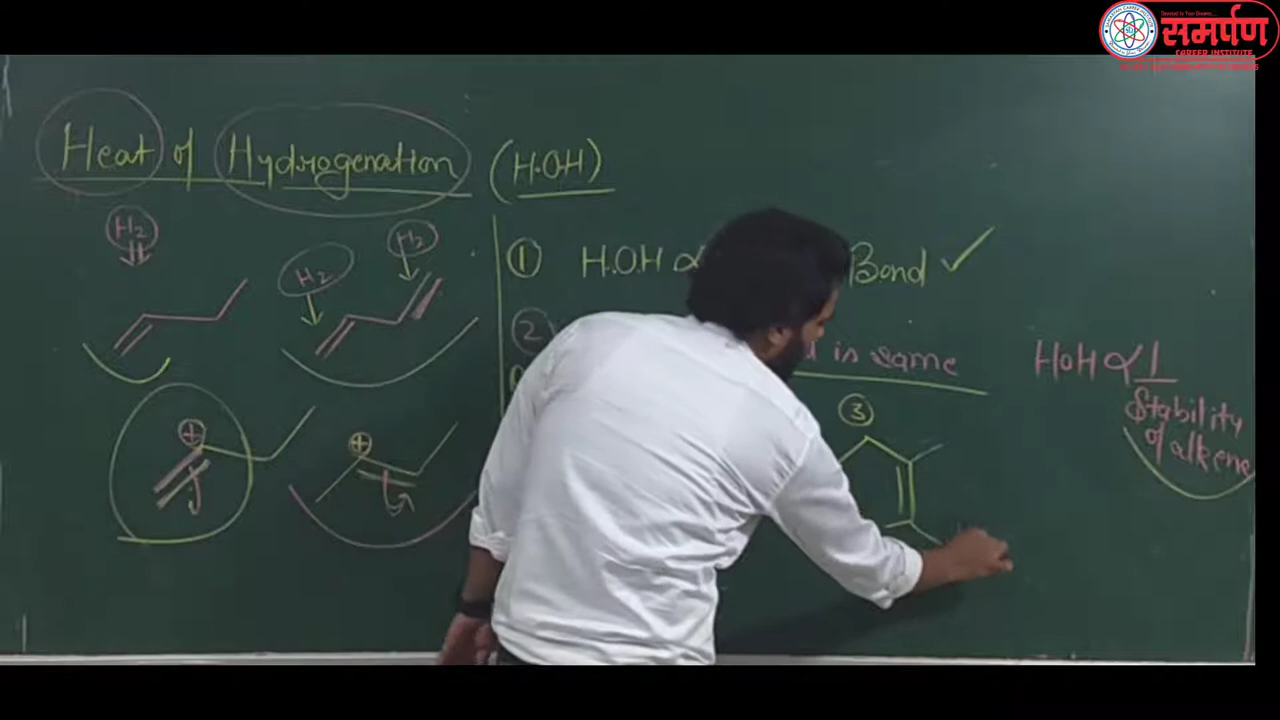 समर्पण
CAREER INSTITUTE
Heat of Hydrogenation (H.O.H)
H2
H2
H2
① H.O.H ∝ Bond ✓
②
is same
HOH ∝ 1
Stability
of alkene
③
⊕
⊕